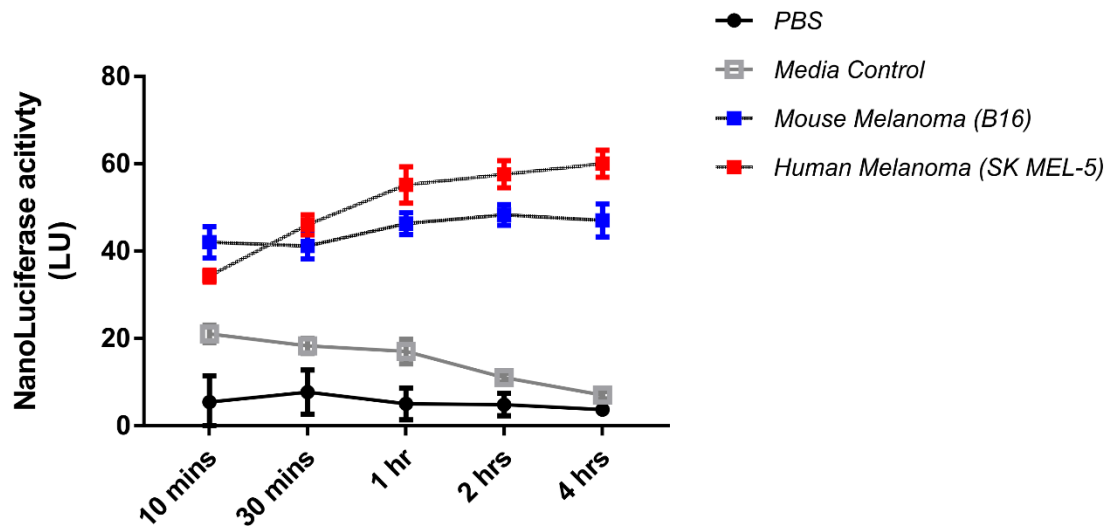 PBS
Media Control
Mouse Melanoma (B16)
Human Melanoma (SK MEL-5)
NanoLuciferase acitivty
(LU)
80
60
40
20
0
10 mins
30 mins
1 hr
2 hrs
4 hrs